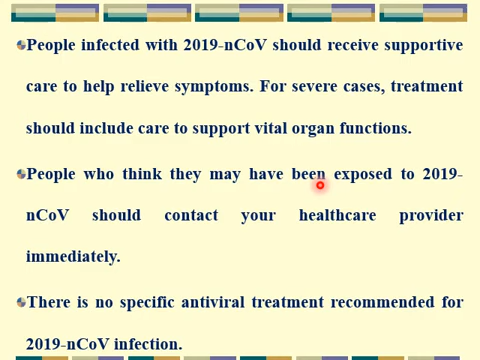 People infected with 2019-nCoV should receive supportive
care to help relieve symptoms. For severe cases, treatment
should include care to support vital organ functions.
People who think they may have been exposed to 2019-
nCoV should contact your healthcare provider
immediately.
There is no specific antiviral treatment recommended for
2019-nCoV infection.